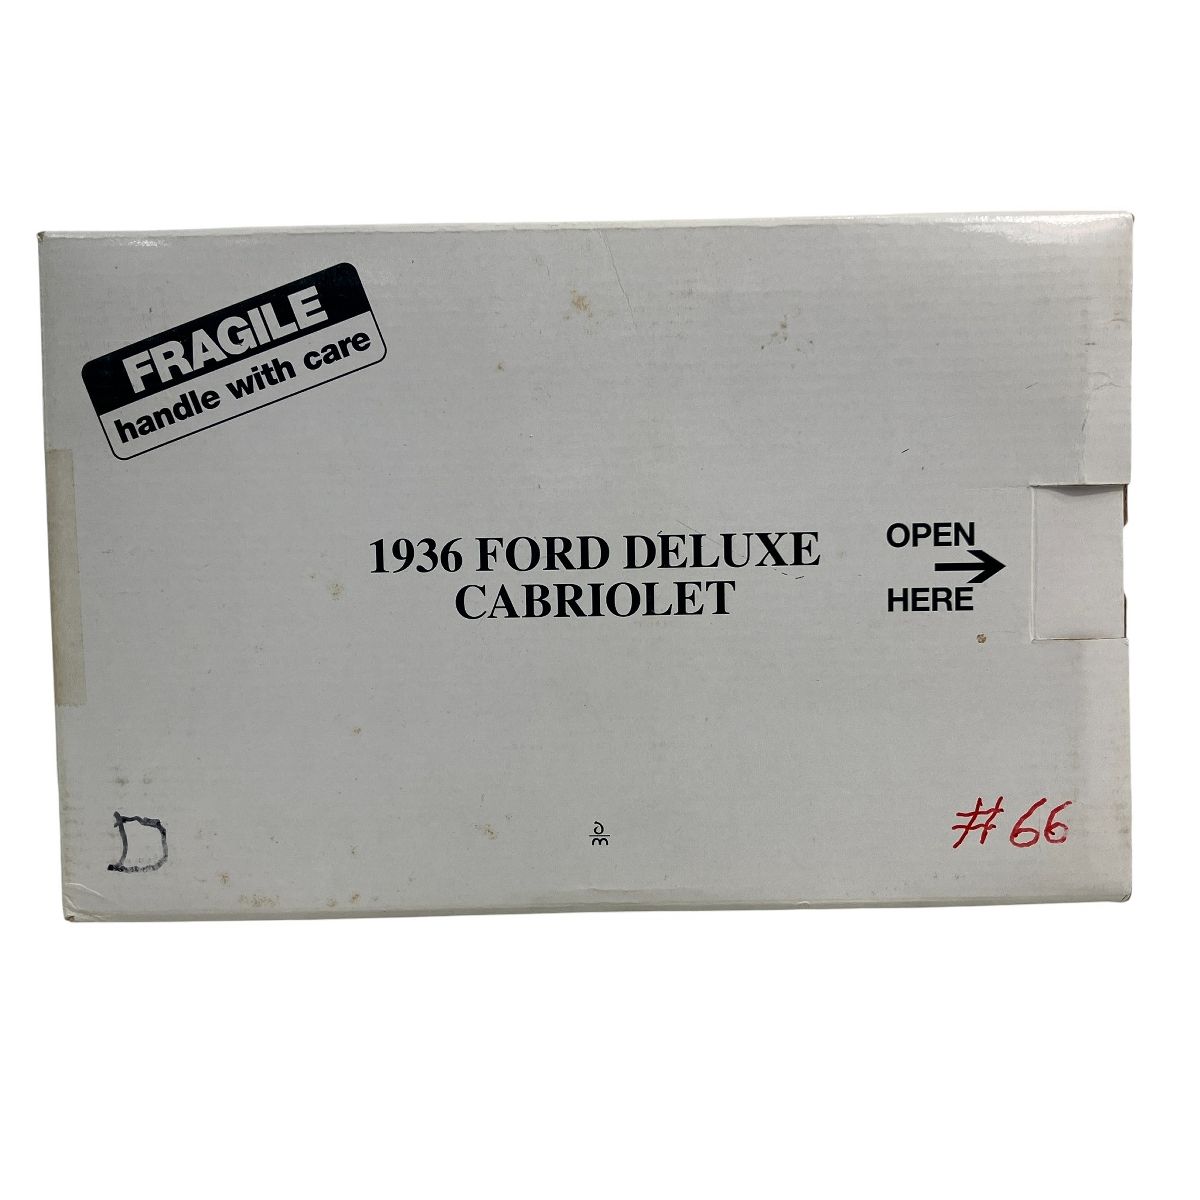 FRAGILE
handle with care
1936 FORD DELUXE
CABRIOLET
OPEN
HERE
D
#66